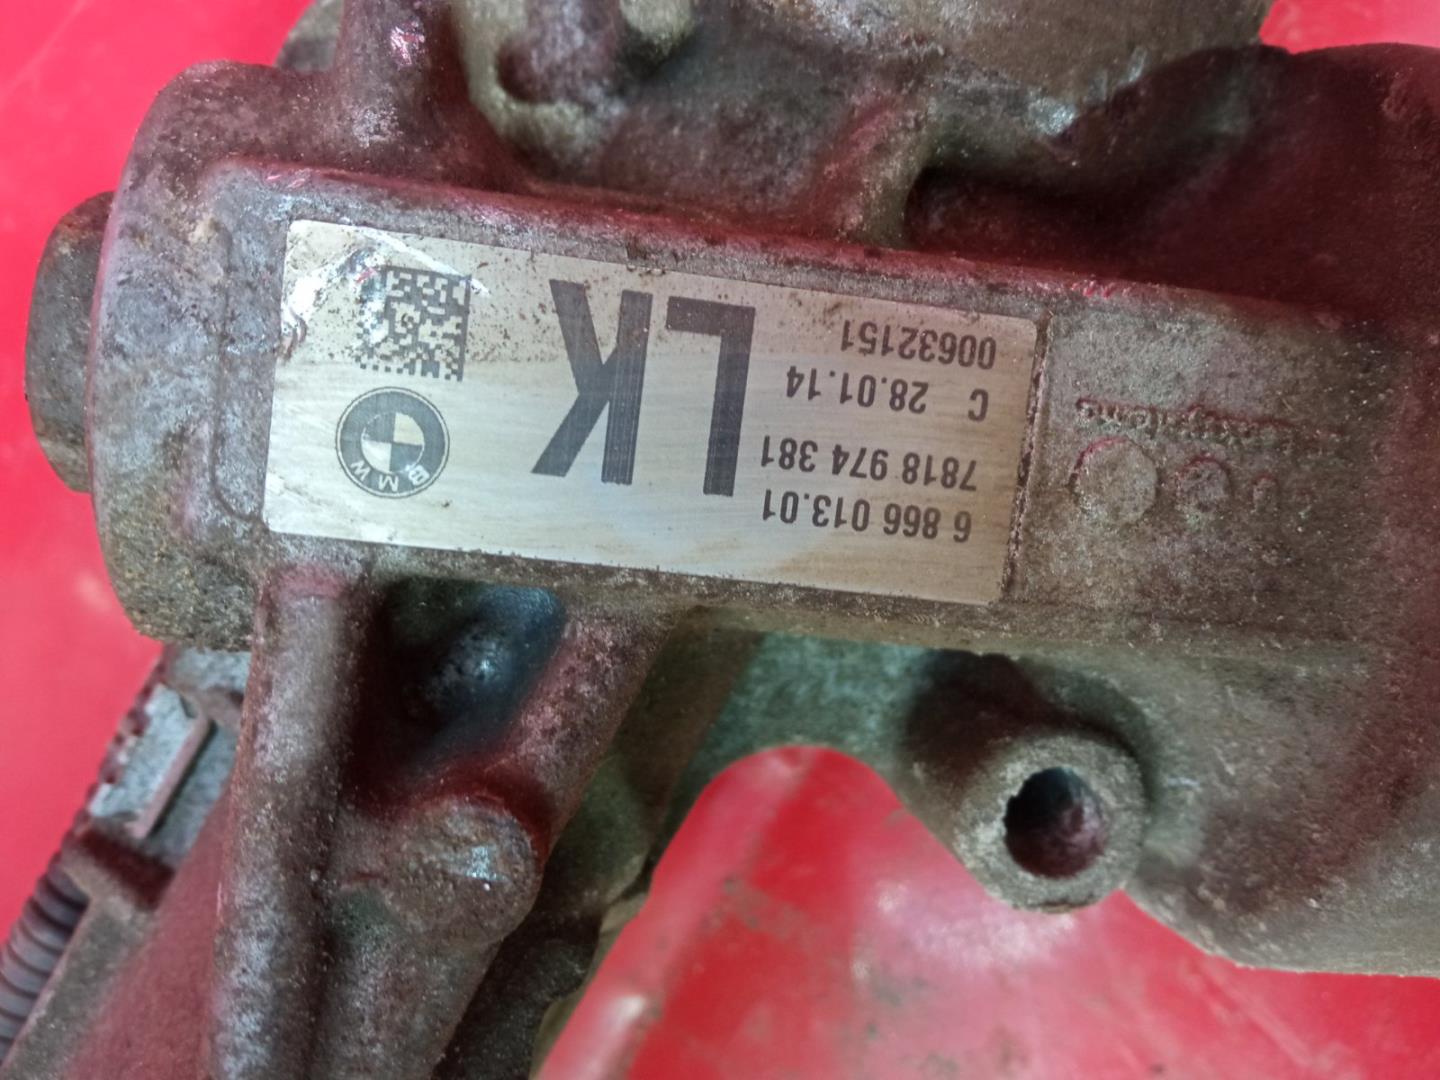 6 866 013.01
7818 974 381
C 28.01.14
00632151
LK
BMW